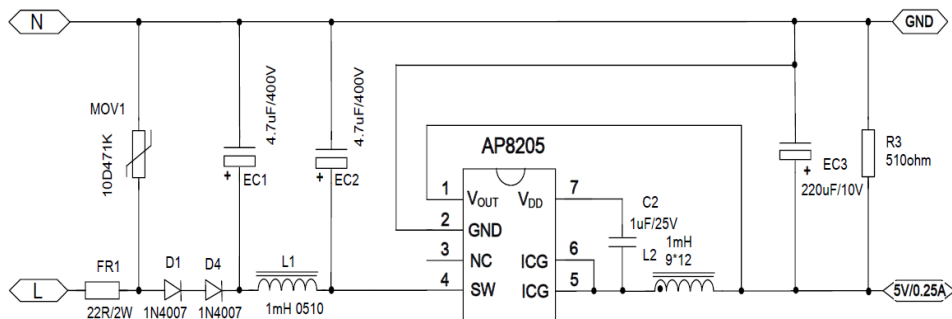 N
GND
MOV1
10D471K
4.7uF/400V
EC1
4.7uF/400V
EC2
AP8205
R3
510ohm
EC3
220uF/10V
1
VOUT
VDD
7
C2
1uF/25V
2
GND
L2
1mH
9*12
3
NC
ICG
6
4
SW
ICG
5
L
FR1
22R/2W
D1
1N4007
D4
1N4007
L1
1mH 0510
5V/0.25A
+
+
+